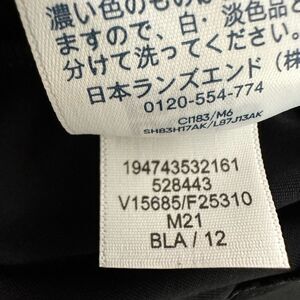 濃い色のものは
ますので、白・淡色品と
分けて洗ってください。
日本ランズエンド（株
0120-554-774
CI183/M6
SH83H17AK/L87J13AK
194743532161
528443
V15685/F25310
M21
BLA / 12